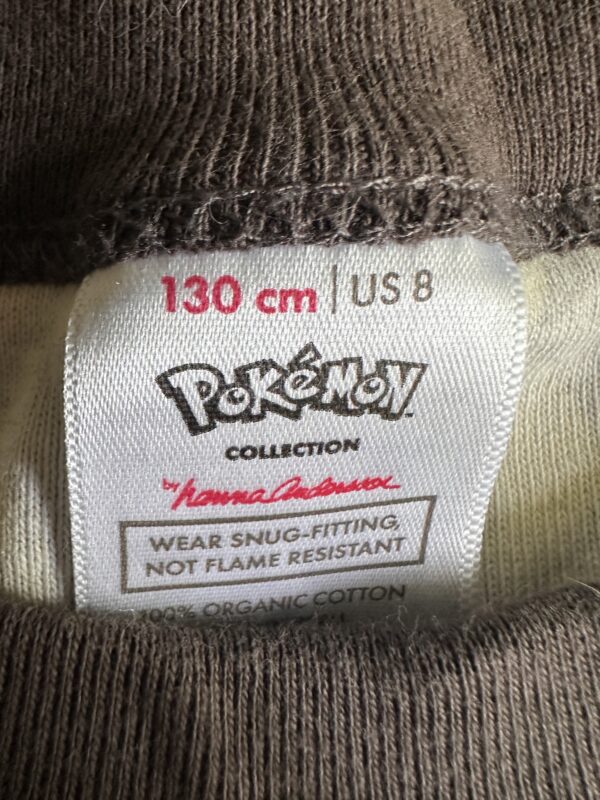 130 cm | US 8
POKéMON
COLLECTION
by hanna Andersson
WEAR SNUG-FITTING,
NOT FLAME RESISTANT
100% ORGANIC COTTON